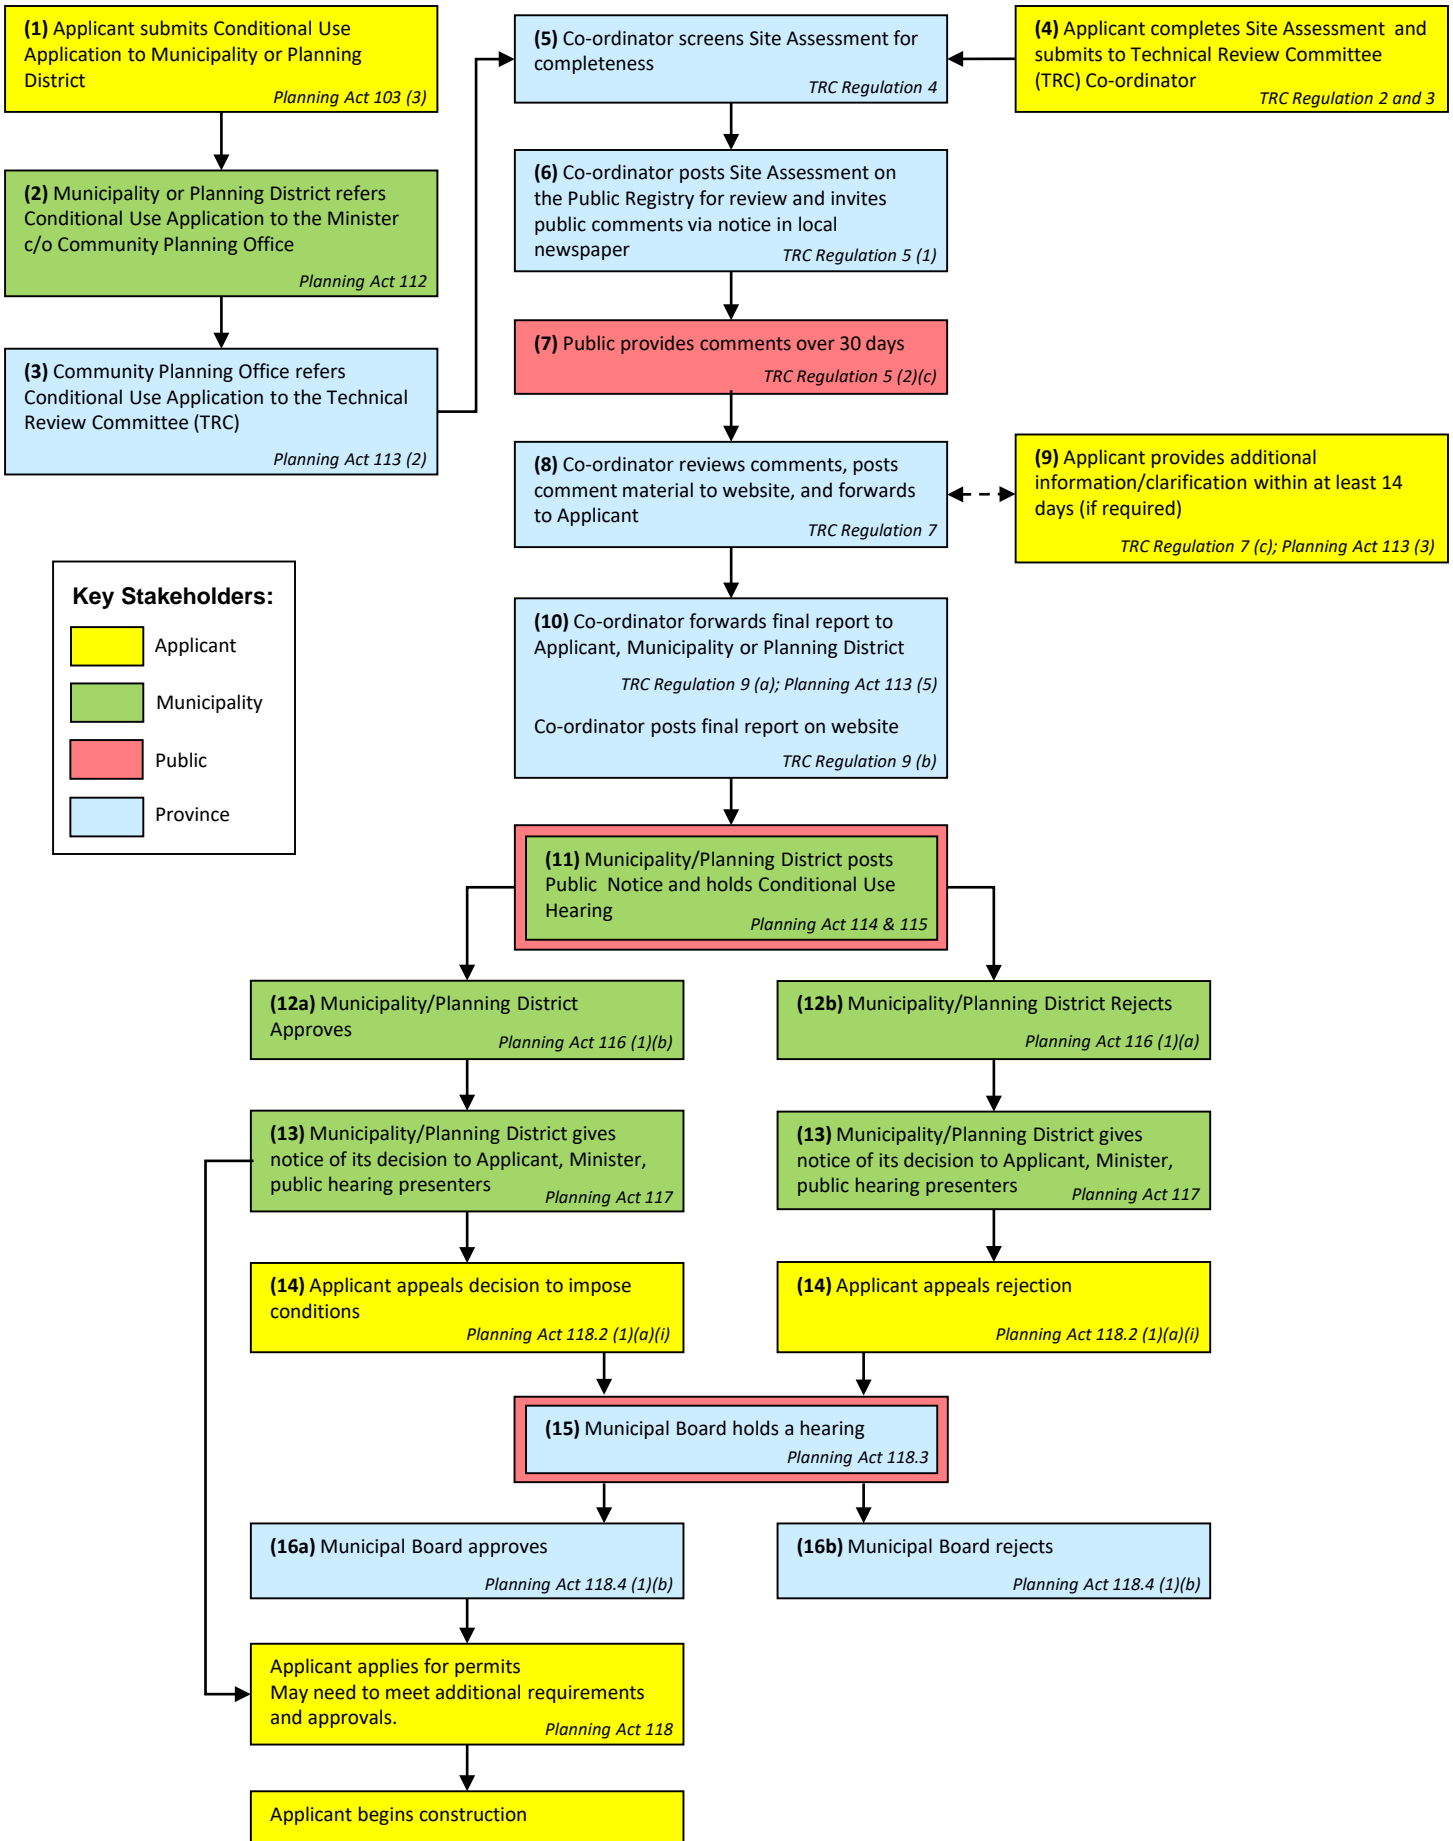 (1) Applicant submits Conditional Use
Application to Municipality or Planning
District
Planning Act 103 (3)
(2) Municipality or Planning District refers
Conditional Use Application to the Minister
c/o Community Planning Office
Planning Act 112
(3) Community Planning Office refers
Conditional Use Application to the Technical
Review Committee (TRC)
Planning Act 113 (2)
(4) Applicant completes Site Assessment and
submits to Technical Review Committee
(TRC) Co-ordinator
TRC Regulation 2 and 3
(5) Co-ordinator screens Site Assessment for
completeness
TRC Regulation 4
(6) Co-ordinator posts Site Assessment on
the Public Registry for review and invites
public comments via notice in local
newspaper
TRC Regulation 5 (1)
(7) Public provides comments over 30 days
TRC Regulation 5 (2)(c)
(8) Co-ordinator reviews comments, posts
comment material to website, and forwards
to Applicant
TRC Regulation 7
(9) Applicant provides additional
information/clarification within at least 14
days (if required)
TRC Regulation 7 (c); Planning Act 113 (3)
Key Stakeholders:
Applicant
Municipality
Public
Province
(10) Co-ordinator forwards final report to
Applicant, Municipality or Planning District
TRC Regulation 9 (a); Planning Act 113 (5)
Co-ordinator posts final report on website
TRC Regulation 9 (b)
(11) Municipality/Planning District posts
Public Notice and holds Conditional Use
Hearing
Planning Act 114 & 115
(12a) Municipality/Planning District
Approves
Planning Act 116 (1)(b)
(12b) Municipality/Planning District Rejects
Planning Act 116 (1)(a)
(13) Municipality/Planning District gives
notice of its decision to Applicant, Minister,
public hearing presenters
Planning Act 117
(13) Municipality/Planning District gives
notice of its decision to Applicant, Minister,
public hearing presenters
Planning Act 117
(14) Applicant appeals decision to impose
conditions
Planning Act 118.2 (1)(a)(i)
(14) Applicant appeals rejection
Planning Act 118.2 (1)(a)(i)
(15) Municipal Board holds a hearing
Planning Act 118.3
(16a) Municipal Board approves
Planning Act 118.4 (1)(b)
(16b) Municipal Board rejects
Planning Act 118.4 (1)(b)
Applicant applies for permits
May need to meet additional requirements
and approvals.
Planning Act 118
Applicant begins construction